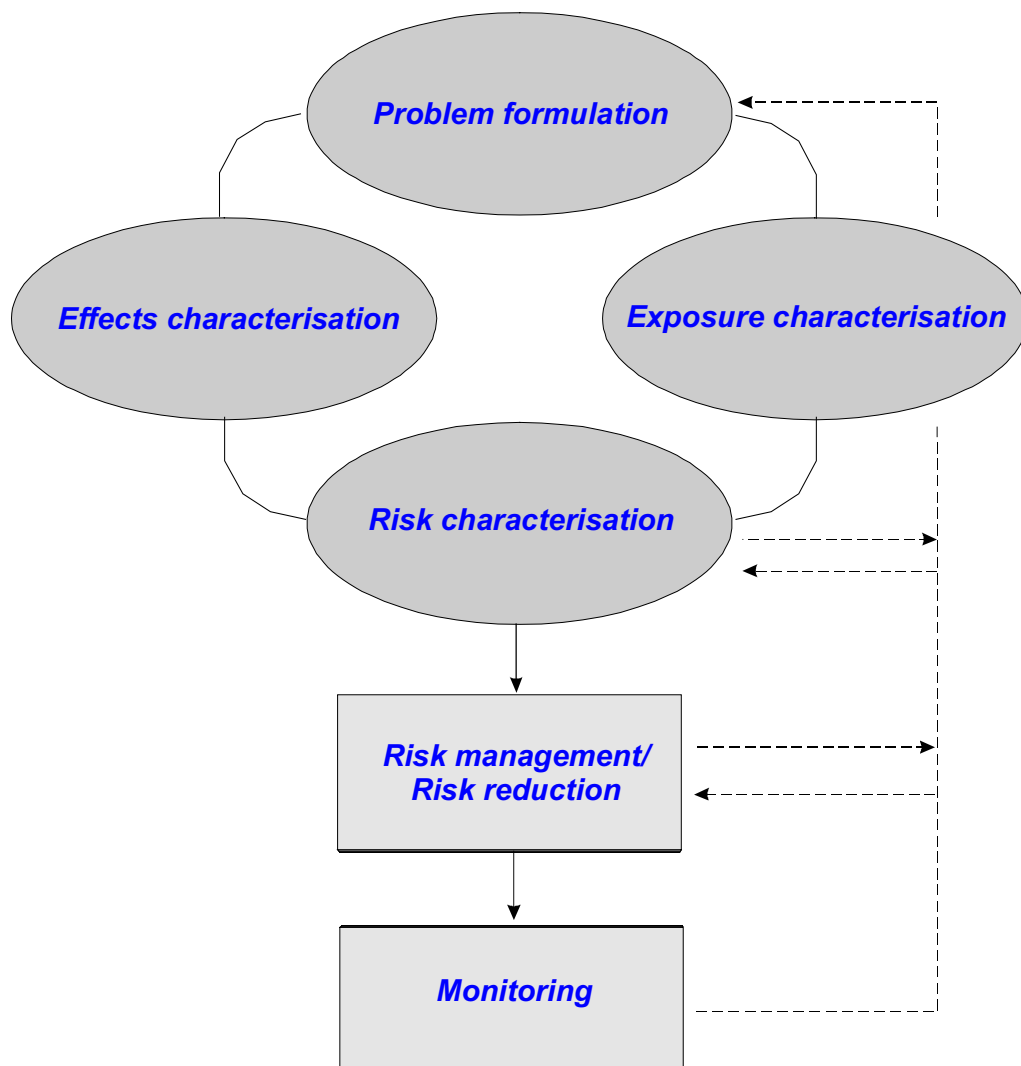 Problem formulation
Effects characterisation
Exposure characterisation
Risk characterisation
Risk management/
Risk reduction
Monitoring